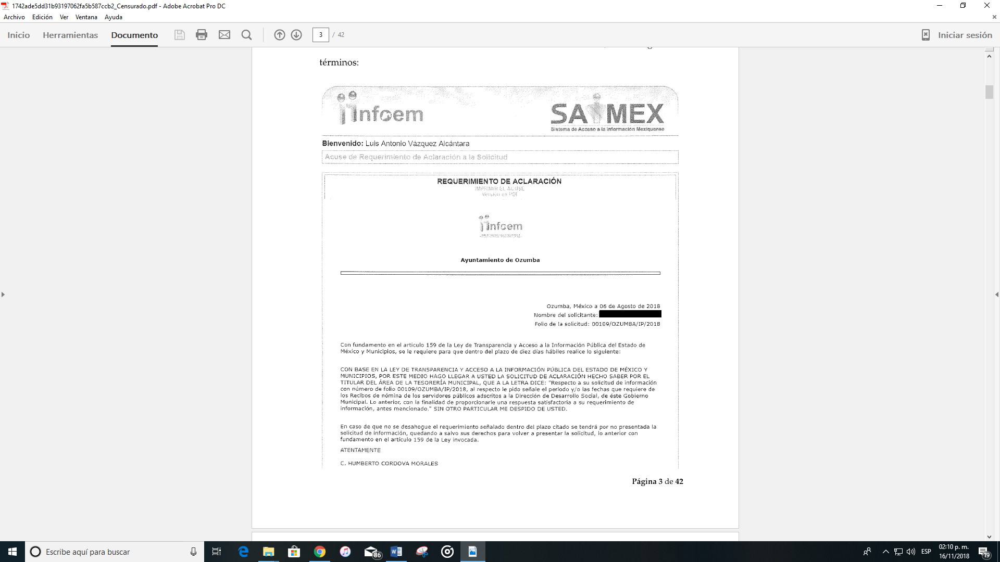 1742ade5dd31b93197062fa5b587ccb2_Censurado.pdf - Adobe Acrobat Pro DC
Archivo Edición Ver Ventana Ayuda
Inicio Herramientas Documento 3 / 42 Iniciar sesión
términos:
infoem SAIMEX
Sistema de Acceso a la Información Mexiquense
Bienvenido: Luis Antonio Vázquez Alcántara
Acuse de Requerimiento de Aclaración a la Solicitud
REQUERIMIENTO DE ACLARACIÓN
IMPRIMIR EL ACUSE
Versión en PDF
infoem
Ayuntamiento de Ozumba
Ozumba, México a 06 de Agosto de 2018
Nombre del solicitante:
Folio de la solicitud: 00109/OZUMBA/IP/2018
Con fundamento en el articulo 159 de la Ley de Transparencia y Acceso a la Información Pública del Estado de
México y Municipios, se le requiere para que dentro del plazo de diez días hábiles realice lo siguiente:
CON BASE EN LA LEY DE TRANSPARENCIA Y ACCESO A LA INFORMACIÓN PÚBLICA DEL ESTADO DE MÉXICO Y
MUNICIPIOS, POR ESTE MEDIO HAGO LLEGAR A USTED LA SOLICITUD DE ACLARACIÓN HECHO SABER POR EL
TITULAR DEL ÁREA DE LA TESORERÍA MUNICIPAL, QUE A LA LETRA DICE: "Respecto a su solicitud de información
con número de folio 00109/OZUMBA/IP/2018, al respecto le pido señale el periodo y/o las fechas que requiere de
los Recibos de nómina de los servidores públicos adscritos a la Dirección de Desarrollo Social, de éste Gobierno
Municipal. Lo anterior, con la finalidad de proporcionarle una respuesta satisfactoria a su requerimiento de
información, antes mencionado." SIN OTRO PARTICULAR ME DESPIDO DE USTED.
En caso de que no se desahogue el requerimiento señalado dentro del plazo citado se tendrá por no presentada la
solicitud de información, quedando a salvo sus derechos para volver a presentar la solicitud, lo anterior con
fundamento en el artículo 159 de la Ley invocada.
ATENTAMENTE
C. HUMBERTO CORDOVA MORALES
Página 3 de 42
Escribe aquí para buscar 86 ESP 02:10 p. m. 19
16/11/2018